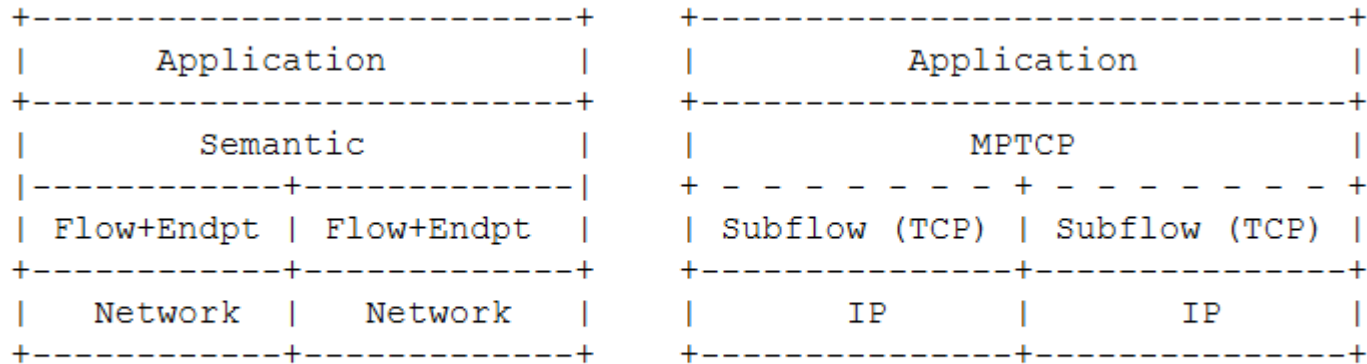 +--------------------------+    +-------------------------------+
|      Application         |    |          Application          |
+--------------------------+    +-------------------------------+
|        Semantic          |    |             MPTCP             |
|------------+-------------|    + - - - - - - - + - - - - - - - +
| Flow+Endpt | Flow+Endpt  |    | Subflow (TCP) | Subflow (TCP) |
+------------+-------------+    +---------------+---------------+
|   Network  |   Network   |    |       IP      |       IP      |
+------------+-------------+    +---------------+---------------+